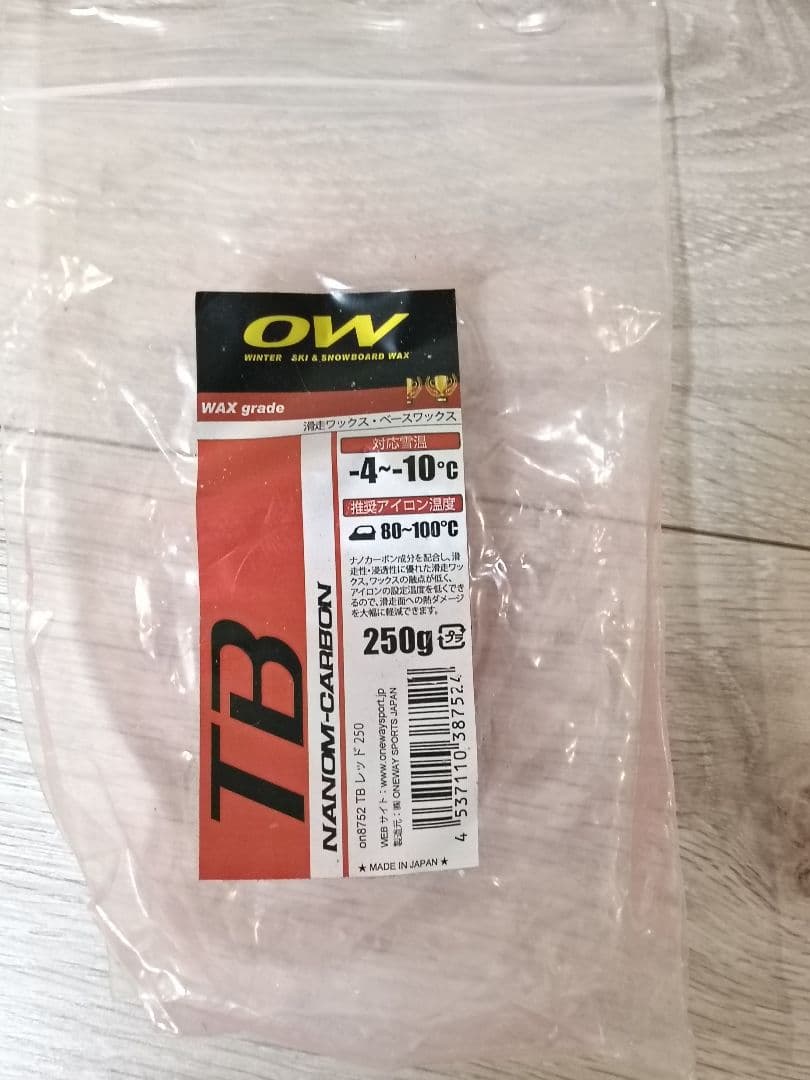 OW
WINTER SKI & SNOWBOARD WAX
WAX grade
滑走ワックス・ベースワックス
対応雪温
-4~-10℃
推奨アイロン温度
80~100℃
ナノカーボン成分を配合し、滑
走性・浸透性に優れた滑走ワッ
クス。ワックスの融点が低く、
アイロンの設定温度を低くでき
るので、滑走面への熱ダメージ
を大幅に軽減できます。
250g
プラ
TB
NANOM-CARBON
on8752 TB レッド 250
WEBサイト:www.onewaysport.jp
製造元:㈱ ONEWAY SPORTS JAPAN
4 537110 387524
★ MADE IN JAPAN ★